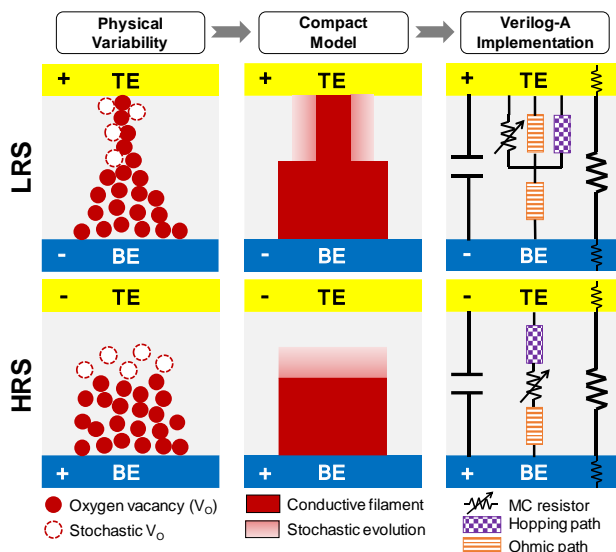 Physical
Variability
Compact
Model
Verilog-A
Implementation
LRS
+ TE
- BE
+ TE
- BE
+ TE
- BE
HRS
- TE
+ BE
- TE
+ BE
- TE
+ BE
Oxygen vacancy (VO)
Stochastic VO
Conductive filament
Stochastic evolution
MC resistor
Hopping path
Ohmic path